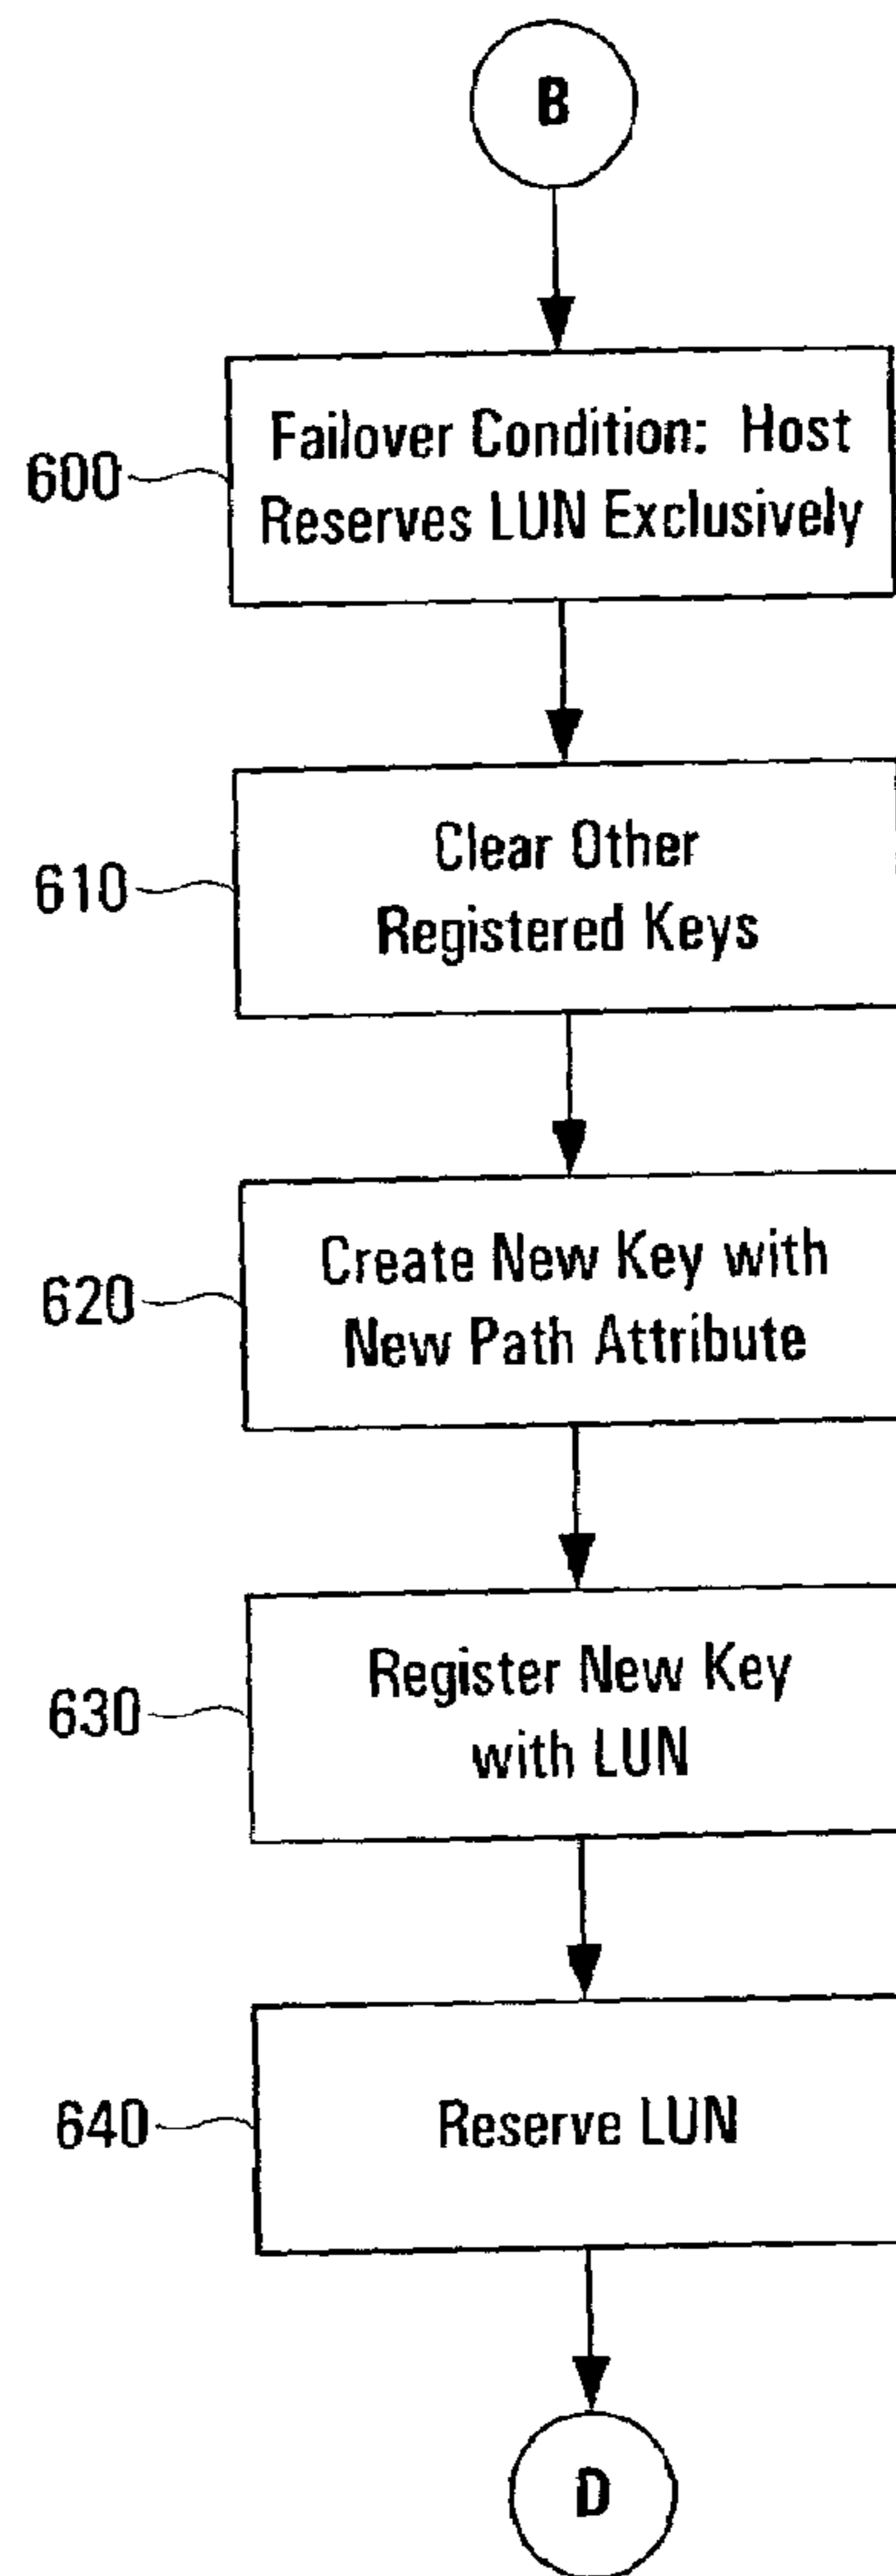 B
600
Failover Condition: Host
Reserves LUN Exclusively
610
Clear Other
Registered Keys
620
Create New Key with
New Path Attribute
630
Register New Key
with LUN
640
Reserve LUN
D